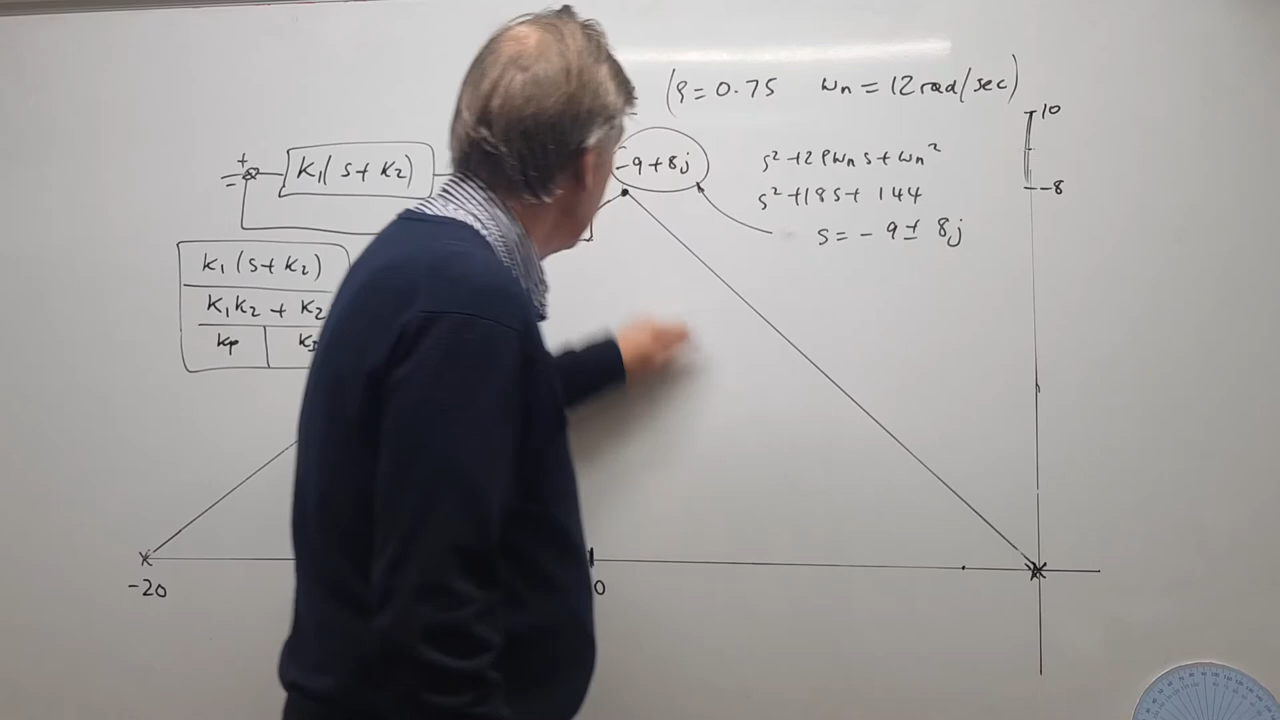 (ρ = 0.75 ωn = 12 rad/sec)
10
-8
+
-
K1(s+K2)
-9+8j
s²+2ρωns+ωn²
s²+18s+144
s = -9±8j
K1(s+K2)
K1K2 + K2
Kp
-20
0